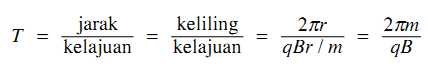 T = jarak / kelajuan = keliling / kelajuan = 2πr / qBr / m = 2πm / qB